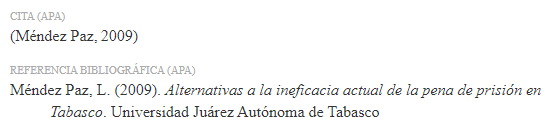 CITA (APA)
(Méndez Paz, 2009)
REFERENCIA BIBLIOGRÁFICA (APA)
Méndez Paz, L. (2009). Alternativas a la ineficacia actual de la pena de prisión en
Tabasco. Universidad Juárez Autónoma de Tabasco